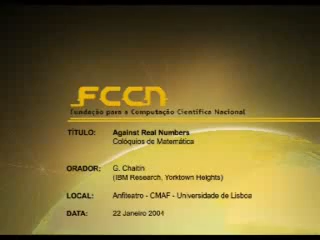 FCCN
Fundação para a Computação Científica Nacional
TÍTULO: Against Real Numbers
Colóquios de Matemática
ORADOR: G. Chaitin
(IBM Research, Yorktown Heights)
LOCAL: Anfiteatro - CMAF - Universidade de Lisboa
DATA: 22 Janeiro 2004